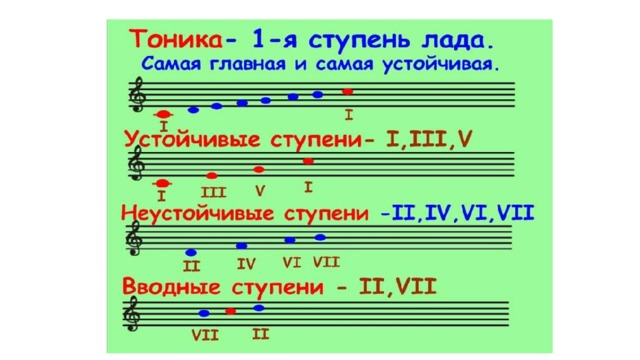 Тоника- 1-я ступень лада.
Самая главная и самая устойчивая.
I I
Устойчивые ступени- I,III,V
I III V I
Неустойчивые ступени -II,IV,VI,VII
II IV VI VII
Вводные ступени - II,VII
VII II